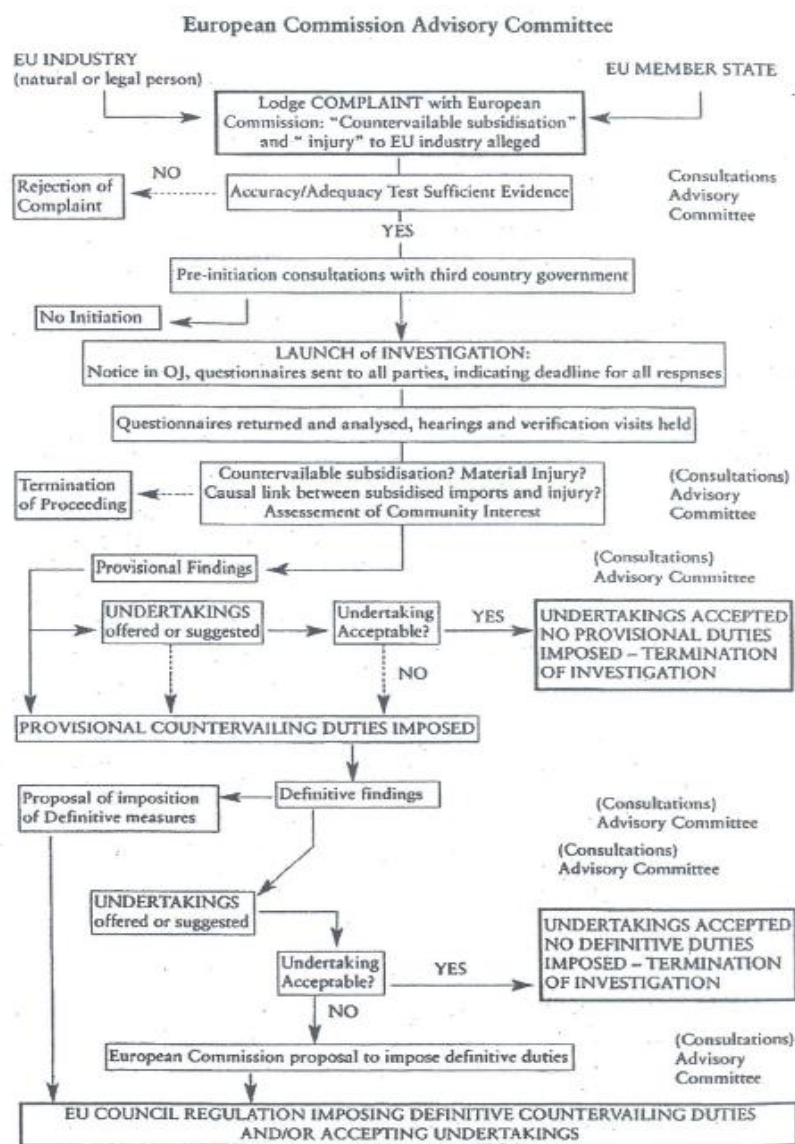 European Commission Advisory Committee
EU INDUSTRY
(natural or legal person)
EU MEMBER STATE
Lodge COMPLAINT with European
Commission: "Countervailable subsidisation"
and " injury" to EU industry alleged
NO
Rejection of
Complaint
Accuracy/Adequacy Test Sufficient Evidence
Consultations
Advisory
Committee
YES
Pre-initiation consultations with third country government
No Initiation
LAUNCH of INVESTIGATION:
Notice in OJ, questionnaires sent to all parties, indicating deadline for all respnses
Questionnaires returned and analysed, hearings and verification visits held
Termination
of Proceeding
Countervailable subsidisation? Material Injury?
Causal link between subsidised imports and injury?
Assessment of Community Interest
(Consultations)
Advisory
Committee
Provisional Findings
(Consultations)
Advisory Committee
UNDERTAKINGS
offered or suggested
Undertaking
Acceptable?
YES
UNDERTAKINGS ACCEPTED
NO PROVISIONAL DUTIES
IMPOSED – TERMINATION
OF INVESTIGATION
NO
PROVISIONAL COUNTERVAILING DUTIES IMPOSED
Proposal of imposition
of Definitive measures
Definitive findings
(Consultations)
Advisory Committee
(Consultations)
Advisory Committee
UNDERTAKINGS
offered or suggested
Undertaking
Acceptable?
YES
UNDERTAKINGS ACCEPTED
NO DEFINITIVE DUTIES
IMPOSED – TERMINATION
OF INVESTIGATION
NO
European Commission proposal to impose definitive duties
(Consultations)
Advisory
Committee
EU COUNCIL REGULATION IMPOSING DEFINITIVE COUNTERVAILING DUTIES
AND/OR ACCEPTING UNDERTAKINGS